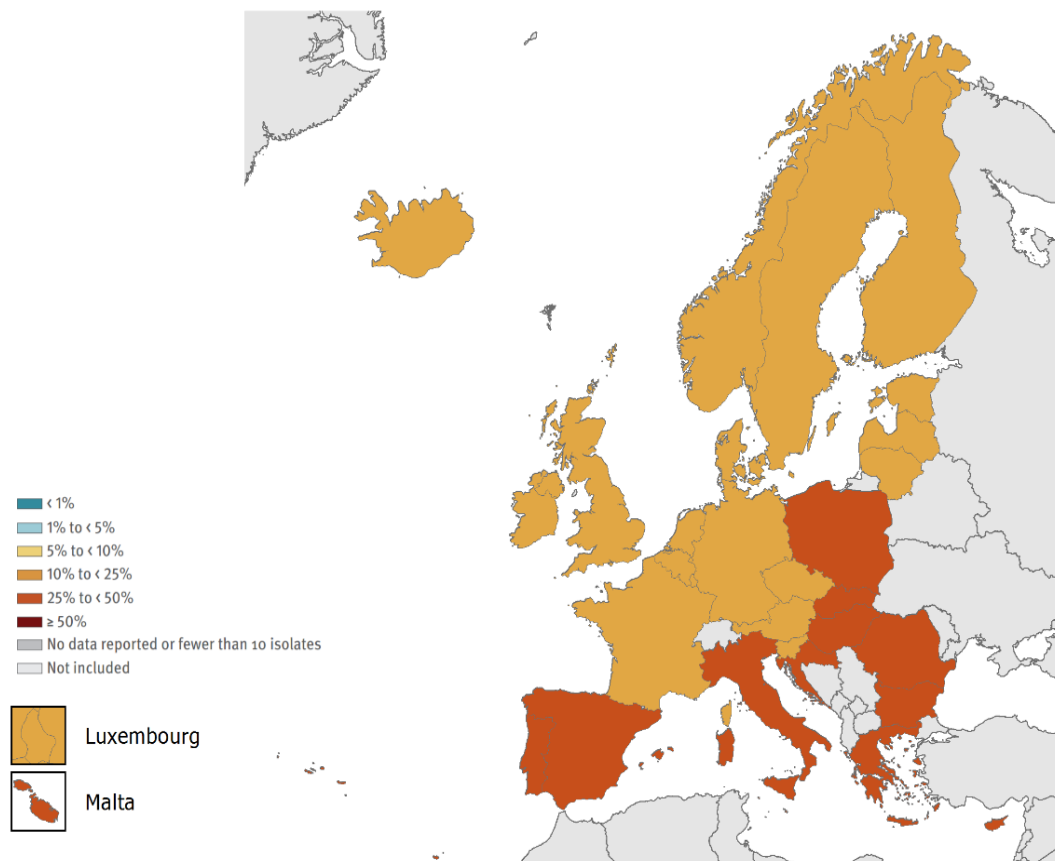 < 1%
1% to < 5%
5% to < 10%
10% to < 25%
25% to < 50%
≥ 50%
No data reported or fewer than 10 isolates
Not included
Luxembourg
Malta